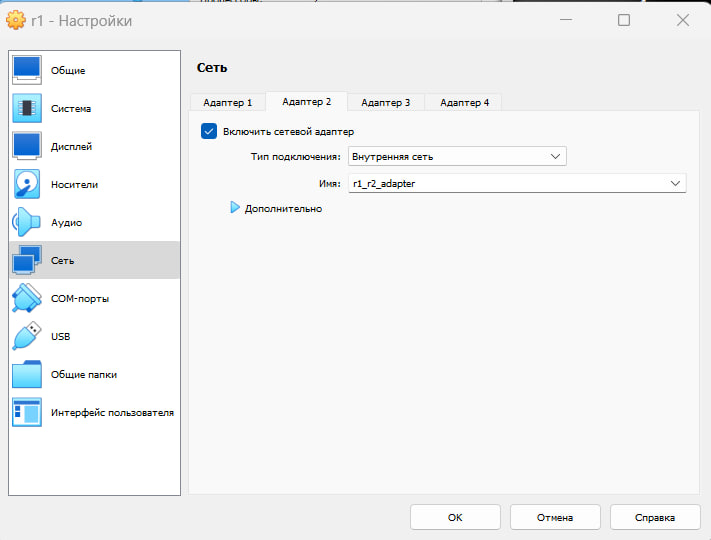 r1 - Настройки
Общие
Система
Дисплей
Носители
Аудио
Сеть
COM-порты
USB
Общие папки
Интерфейс пользователя
Сеть
Адаптер 1 Адаптер 2 Адаптер 3 Адаптер 4
Включить сетевой адаптер
Тип подключения: Внутренняя сеть
Имя: r1_r2_adapter
Дополнительно
OK Отмена Справка